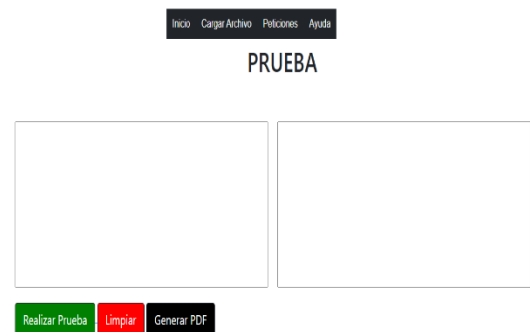 Inicio Cargar Archivo Peticiones Ayuda
PRUEBA
Realizar Prueba Limpiar Generar PDF